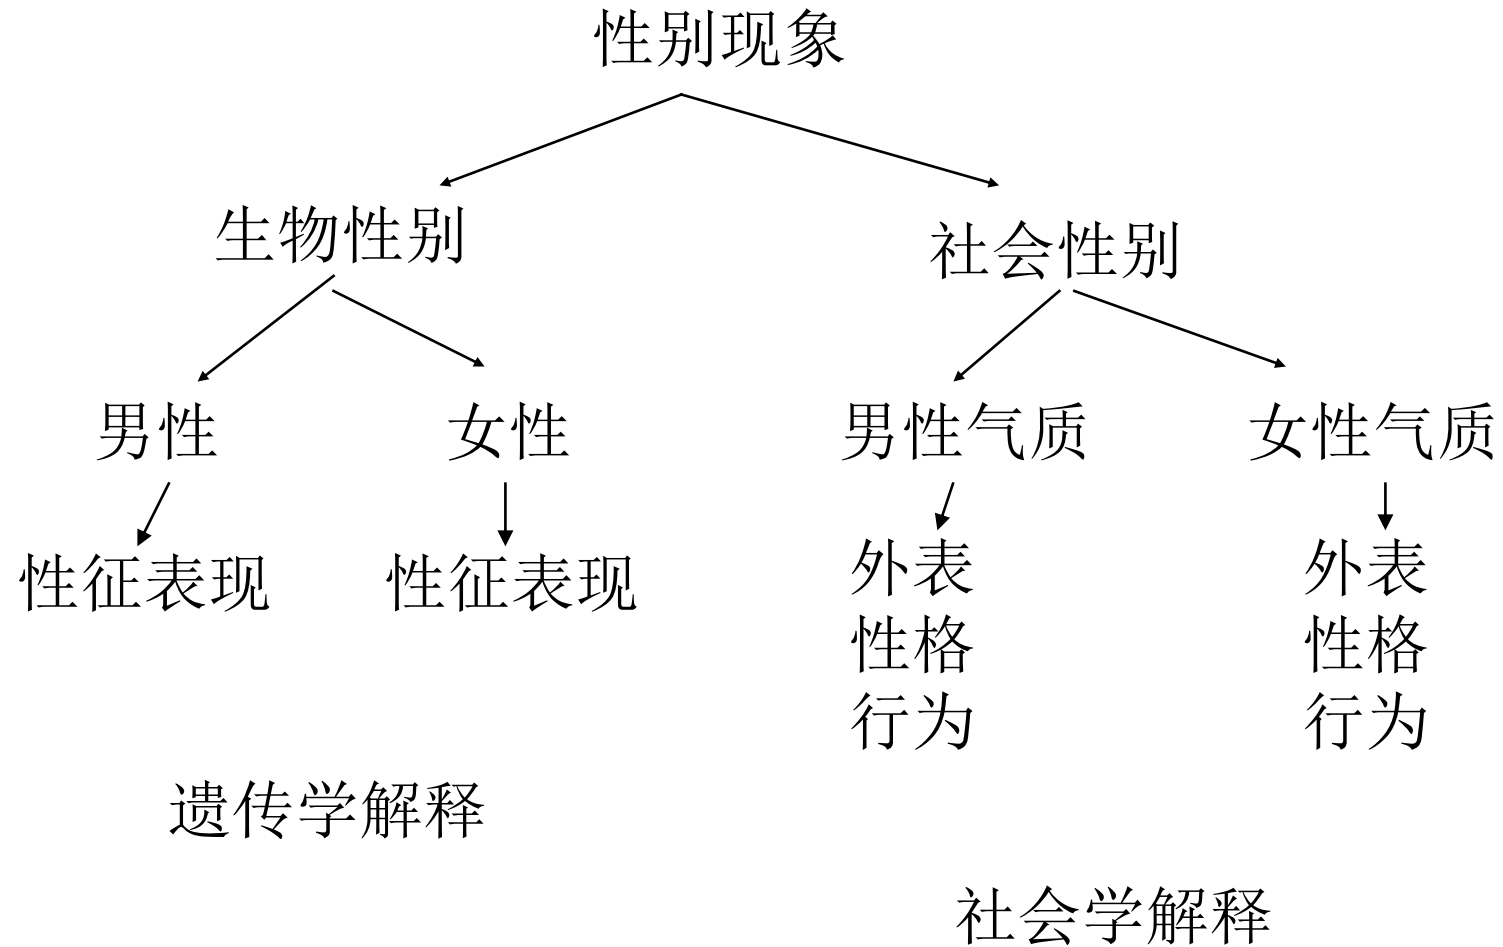 性别现象
生物性别
社会性别
男性
女性
男性气质
女性气质
性征表现
性征表现
外表
性格
行为
外表
性格
行为
遗传学解释
社会学解释